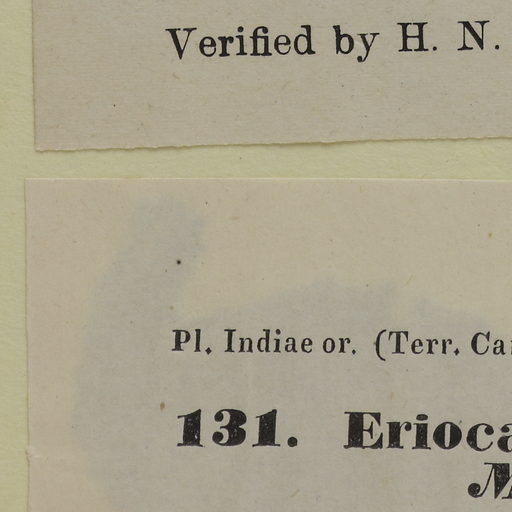 Verified by H. N.
Pl. Indiae or. (Terr. Ca
131. Erioca
M